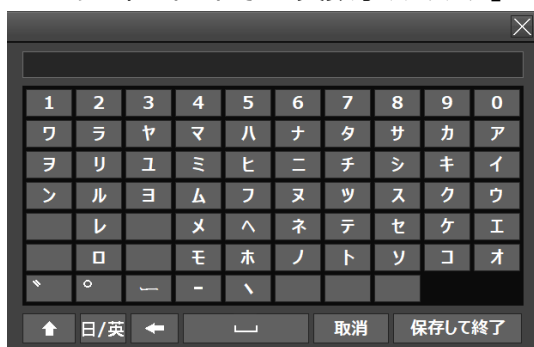 1 2 3 4 5 6 7 8 9 0
ワ ラ ヤ マ ハ ナ タ サ カ ア
ヲ リ ユ ミ ヒ ニ チ シ キ イ
ン ル ヨ ム フ ヌ ツ ス ク ウ
レ メ ヘ ネ テ セ ケ エ
ロ モ ホ ノ ト ソ コ オ
゛ ゜ ー - 、
日/英 取消 保存して終了